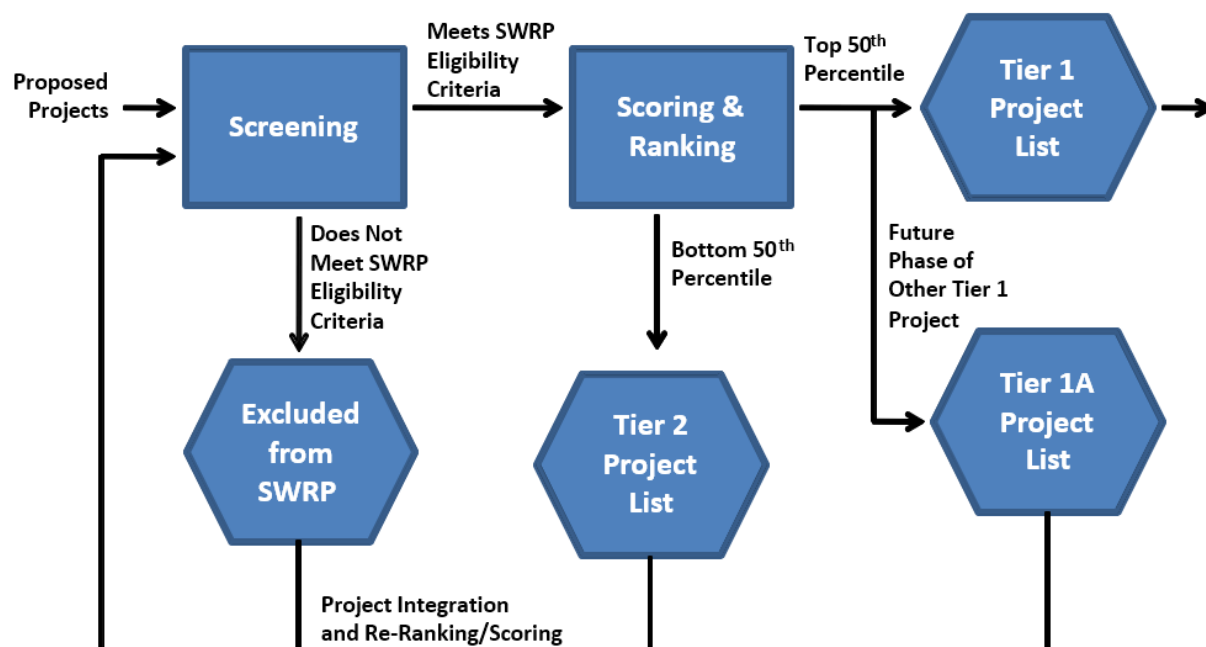 Proposed
Projects
Screening
Meets SWRP
Eligibility
Criteria
Scoring &
Ranking
Top 50th
Percentile
Tier 1
Project
List
Does Not
Meet SWRP
Eligibility
Criteria
Bottom 50th
Percentile
Future
Phase of
Other Tier 1
Project
Excluded
from
SWRP
Tier 2
Project
List
Tier 1A
Project
List
Project Integration
and Re-Ranking/Scoring